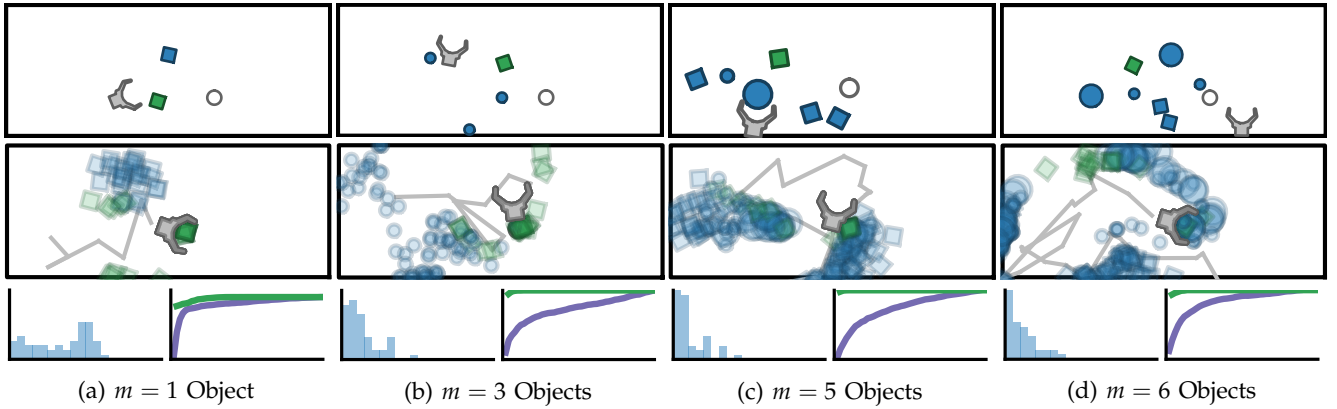 (a) m = 1 Object
(b) m = 3 Objects
(c) m = 5 Objects
(d) m = 6 Objects